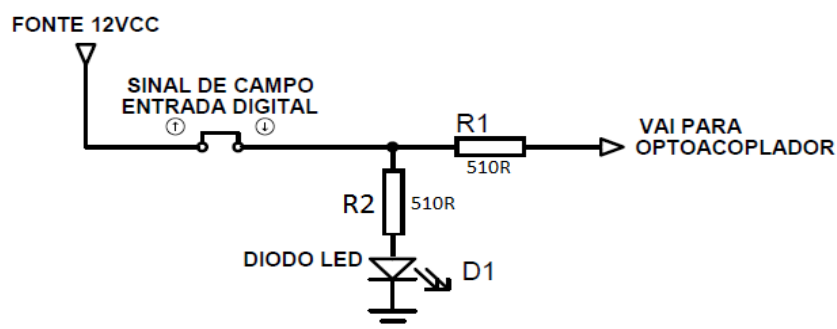 FONTE 12VCC
SINAL DE CAMPO
ENTRADA DIGITAL
R1
510R
VAI PARA
OPTOACOPLADOR
R2
510R
DIODO LED
D1